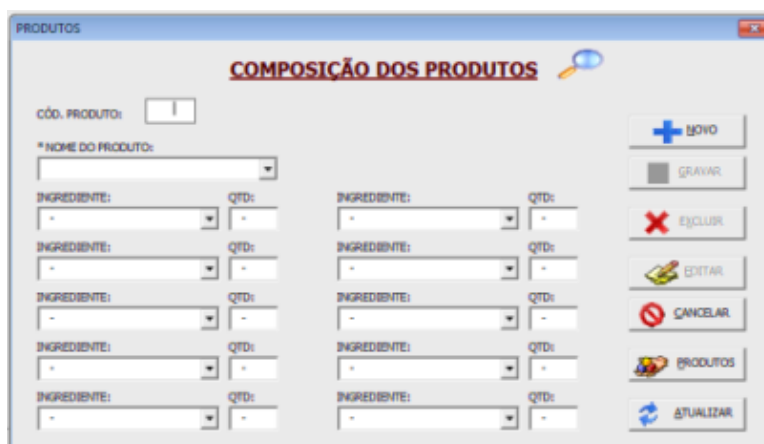 PRODUTOS
COMPOSIÇÃO DOS PRODUTOS
CÓD. PRODUTO:
*NOME DO PRODUTO:
INGREDIENTE: QTD: INGREDIENTE: QTD:
- - - -
INGREDIENTE: QTD: INGREDIENTE: QTD:
- - - -
INGREDIENTE: QTD: INGREDIENTE: QTD:
- - - -
INGREDIENTE: QTD: INGREDIENTE: QTD:
- - - -
INGREDIENTE: QTD: INGREDIENTE: QTD:
- - - -
NOVO
GRAVAR
EXCLUIR
EDITAR
CANCELAR
PRODUTOS
ATUALIZAR